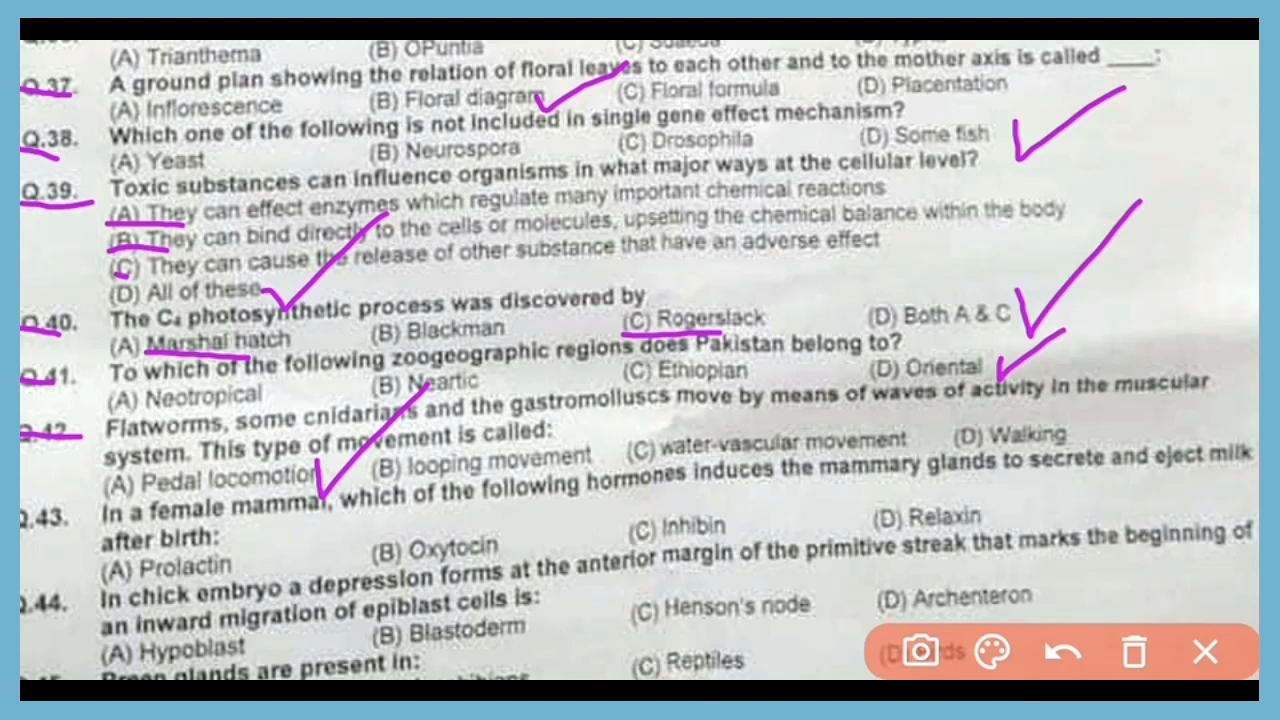 (A) Trianthema (B) OPuntia (C) Suaeda
Q.37. A ground plan showing the relation of floral leaves to each other and to the mother axis is called ____:
(A) Inflorescence (B) Floral diagram (C) Floral formula (D) Placentation
Q.38. Which one of the following is not included in single gene effect mechanism?
(A) Yeast (B) Neurospora (C) Drosophila (D) Some fish
Q.39. Toxic substances can influence organisms in what major ways at the cellular level?
(A) They can effect enzymes which regulate many important chemical reactions
(B) They can bind directly to the cells or molecules, upsetting the chemical balance within the body
(C) They can cause the release of other substance that have an adverse effect
(D) All of these
Q.40. The C₄ photosynthetic process was discovered by
(A) Marshal hatch (B) Blackman (C) Rogerslack (D) Both A & C
Q.41. To which of the following zoogeographic regions does Pakistan belong to?
(A) Neotropical (B) Neartic (C) Ethiopian (D) Oriental
Q.42. Flatworms, some cnidarians and the gastromolluscs move by means of waves of activity in the muscular
system. This type of movement is called:
(A) Pedal locomotion (B) looping movement (C) water-vascular movement (D) Walking
Q.43. In a female mammal, which of the following hormones induces the mammary glands to secrete and eject milk
after birth:
(A) Prolactin (B) Oxytocin (C) Inhibin (D) Relaxin
Q.44. In chick embryo a depression forms at the anterior margin of the primitive streak that marks the beginning of
an inward migration of epiblast cells is:
(A) Hypoblast (B) Blastoderm (C) Henson's node (D) Archenteron
glands are present in:
(C) Reptiles